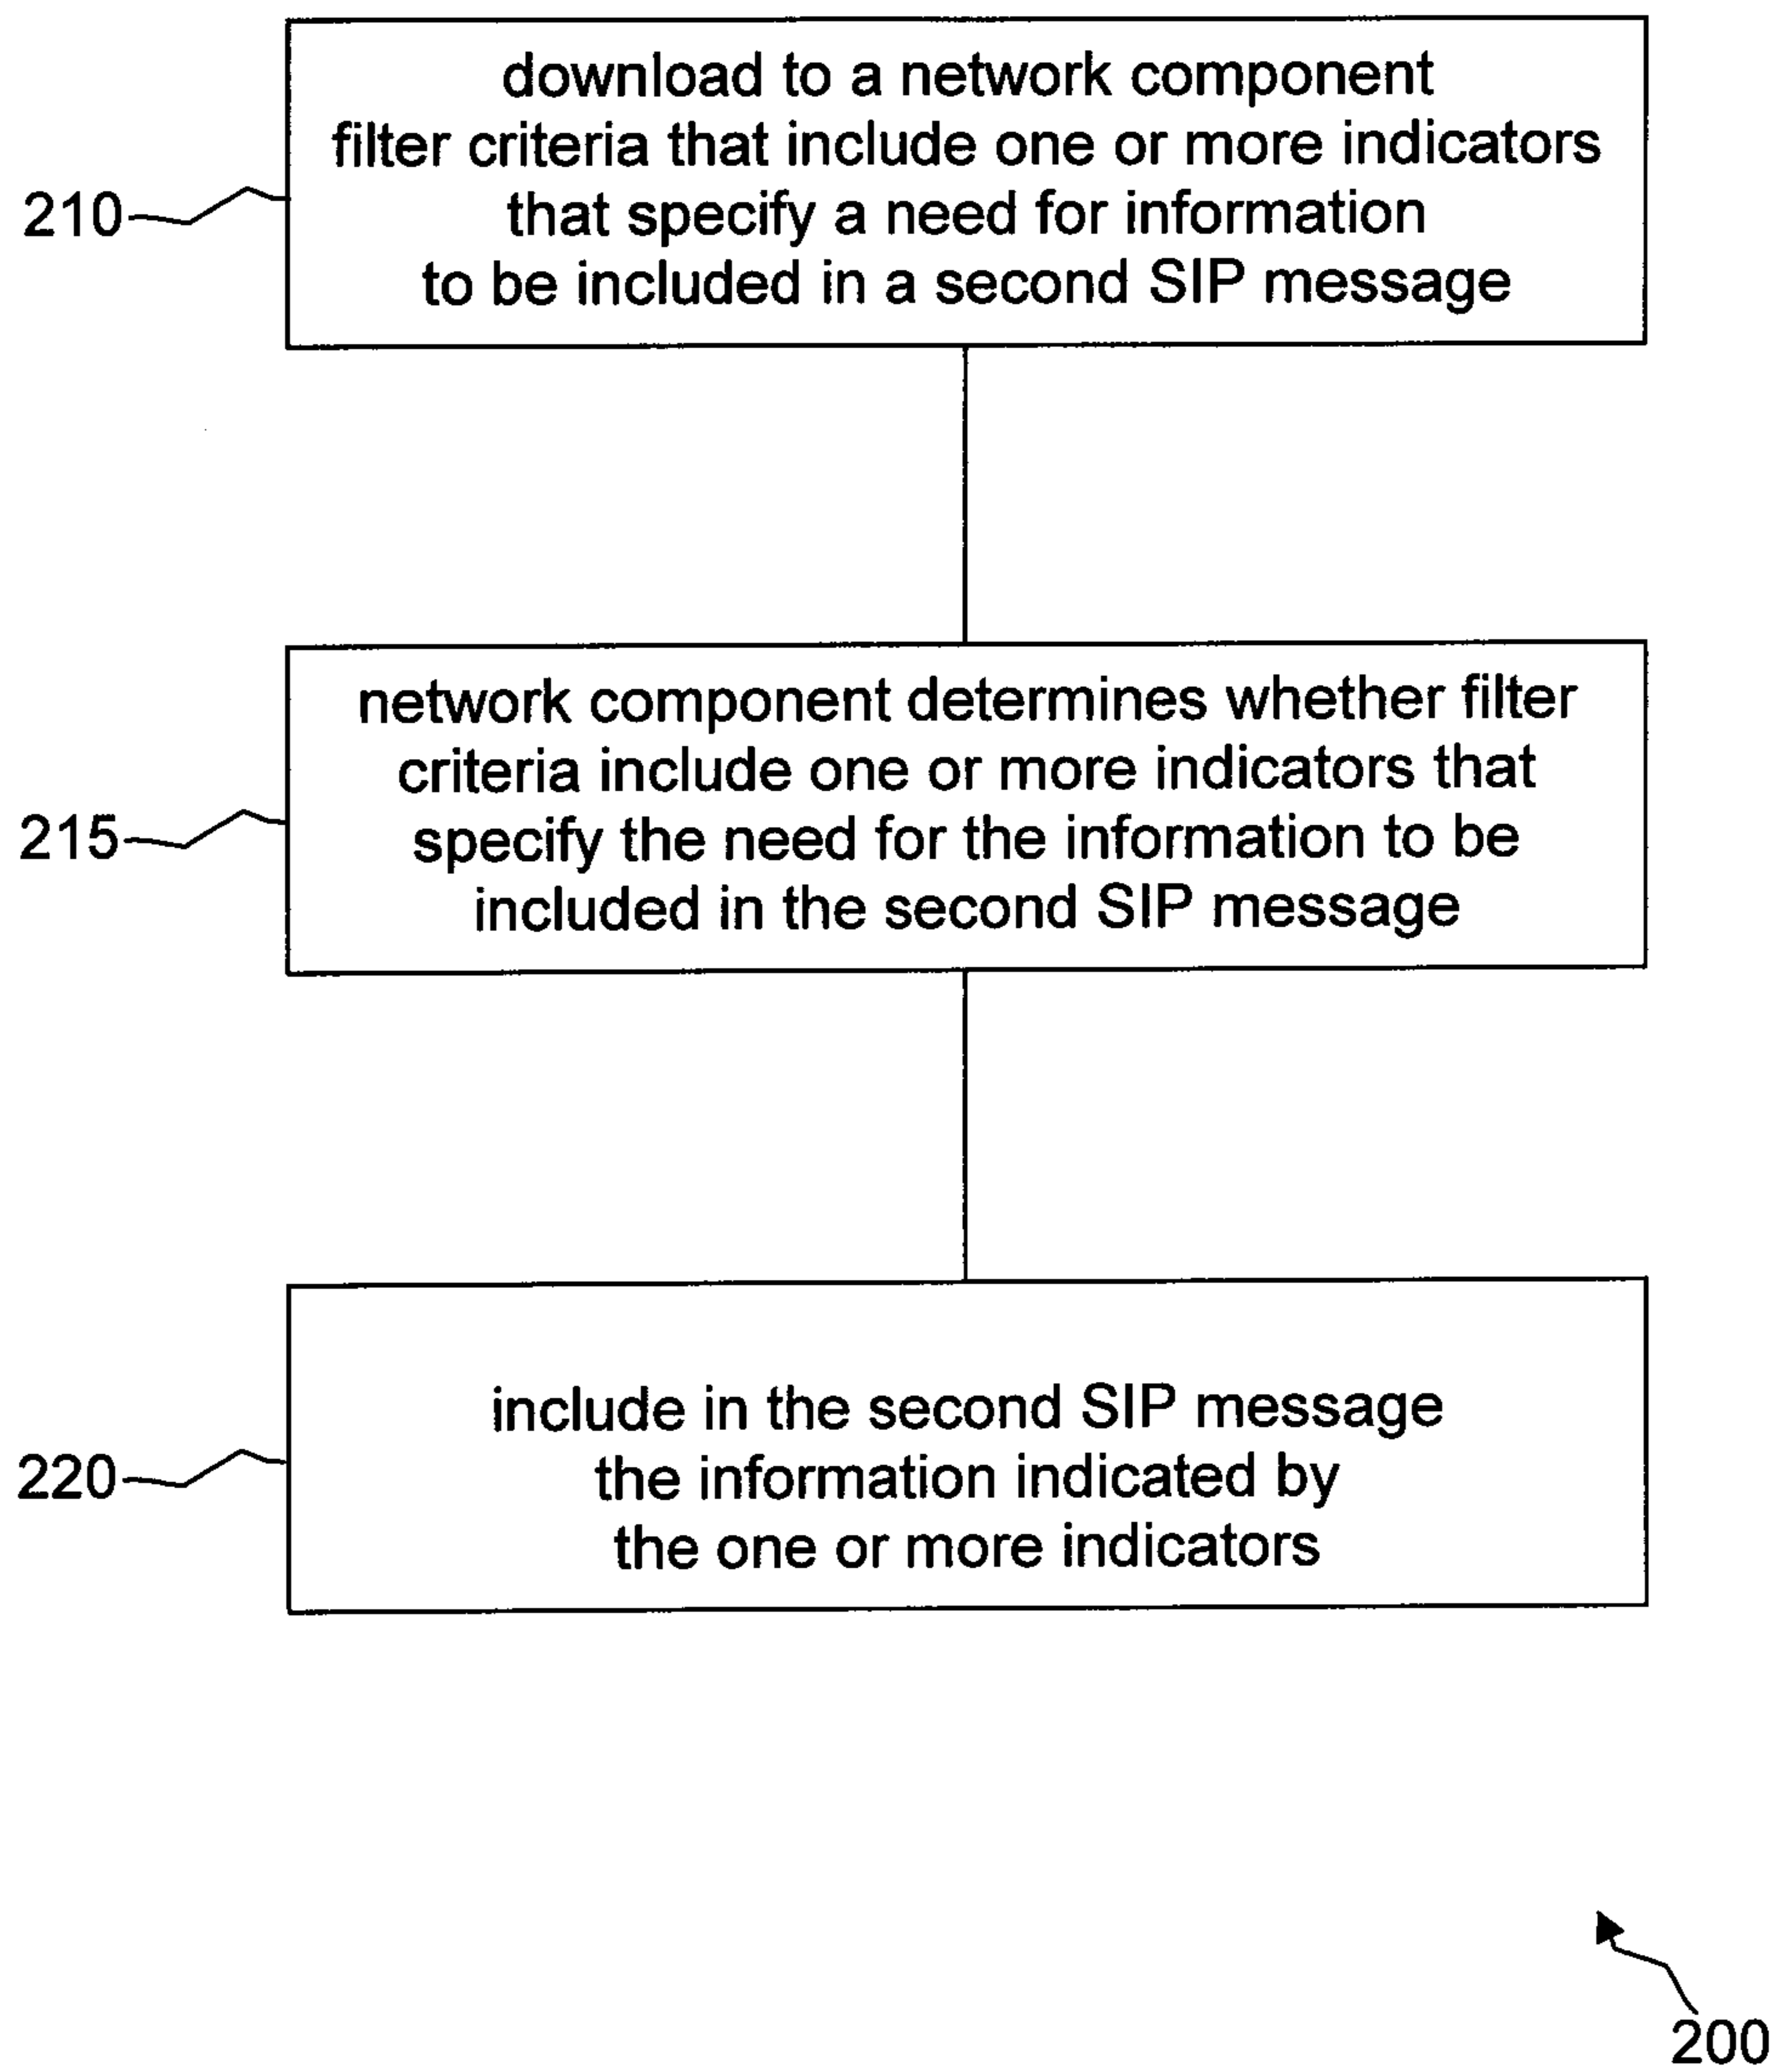 download to a network component
filter criteria that include one or more indicators
that specify a need for information
to be included in a second SIP message
210
network component determines whether filter
criteria include one or more indicators that
specify the need for the information to be
included in the second SIP message
215
include in the second SIP message
the information indicated by
the one or more indicators
220
200